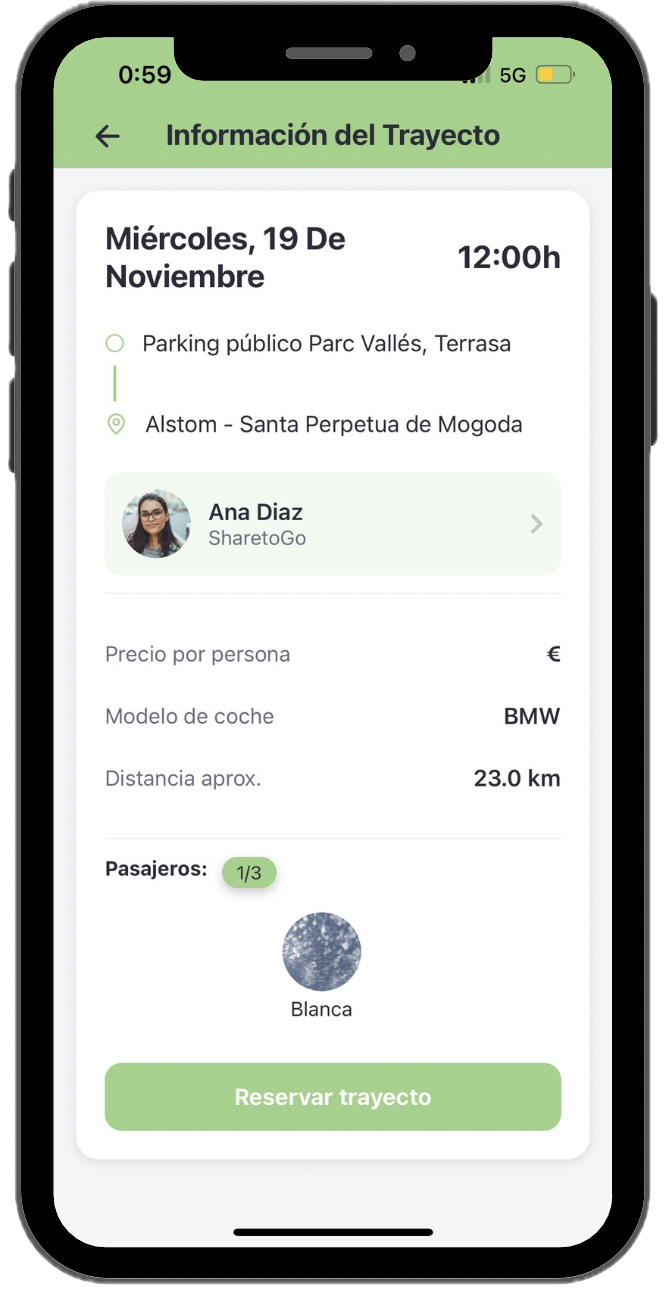 0:59
5G
Información del Trayecto
Miércoles, 19 De
Noviembre
12:00h
Parking público Parc Vallés, Terrasa
Alstom - Santa Perpetua de Mogoda
Ana Diaz
SharetoGo
Precio por persona
€
Modelo de coche
BMW
Distancia aprox.
23.0 km
Pasajeros:
1/3
Blanca
Reservar trayecto